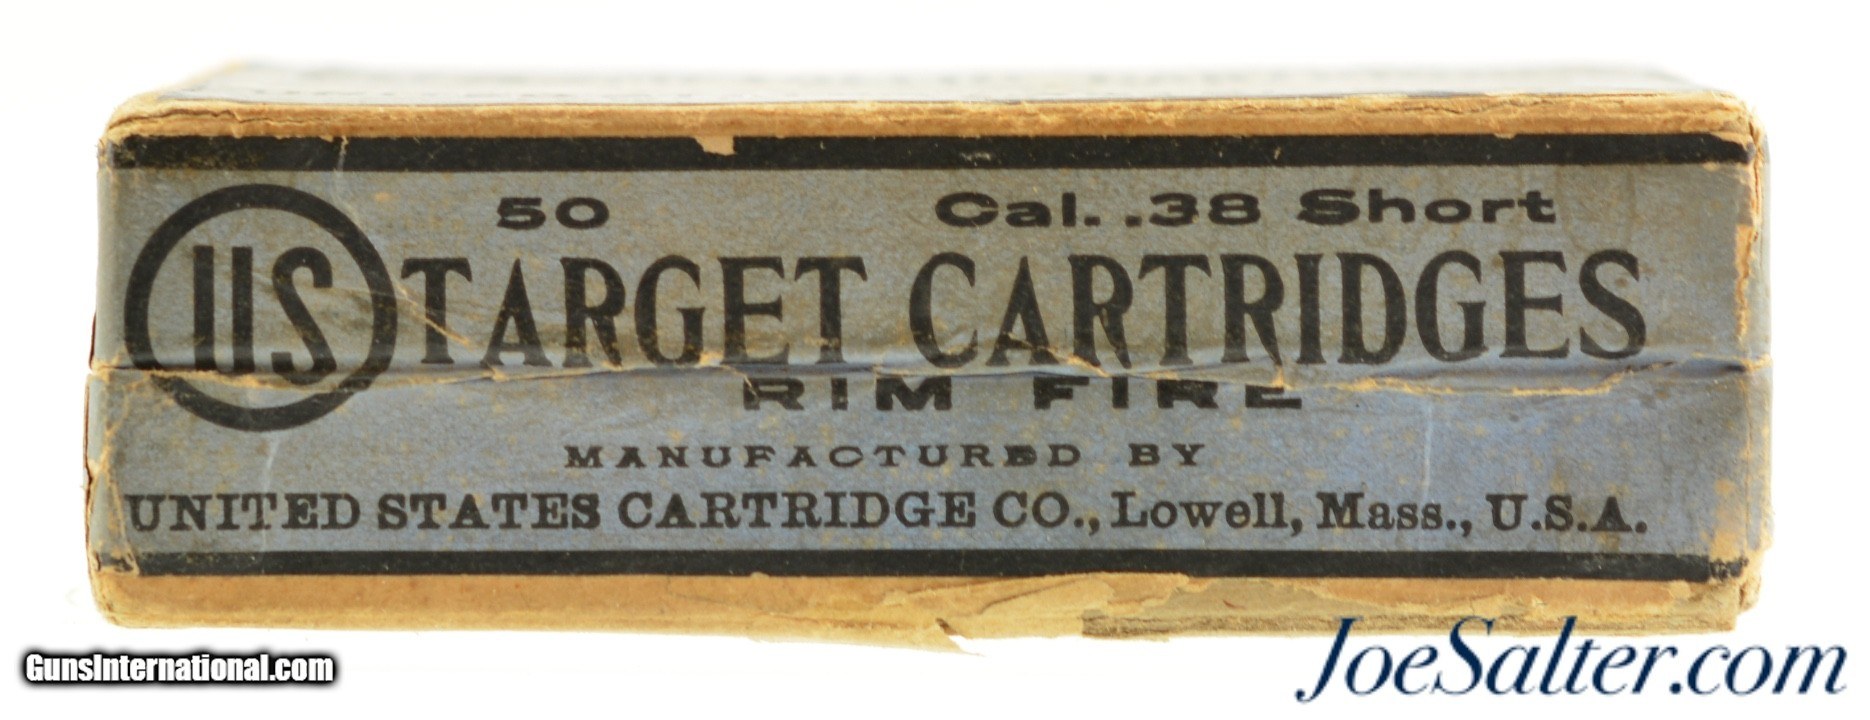 50 Cal. .38 Short
US TARGET CARTRIDGES
RIM FIRE
MANUFACTURED BY
UNITED STATES CARTRIDGE CO., Lowell, Mass., U.S.A.
GunsInternational.com
JoeSalter.com